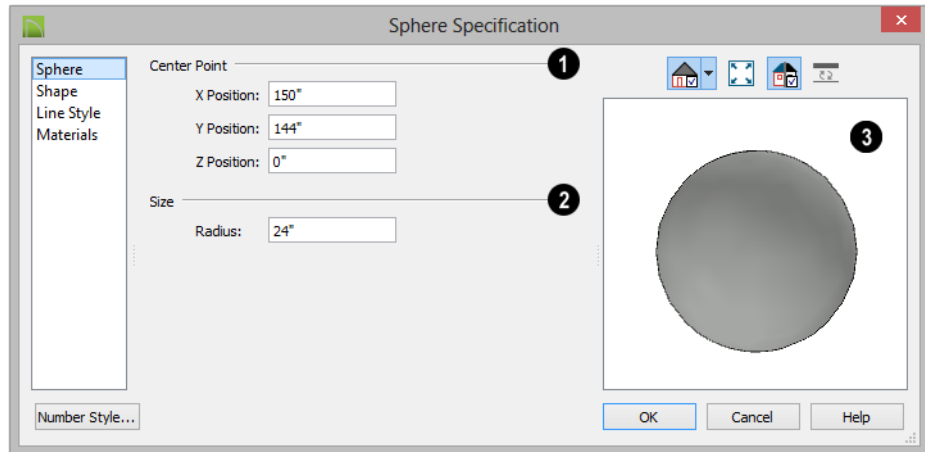 Sphere Specification
Sphere
Shape
Line Style
Materials
Number Style...
Center Point
1
X Position: 150"
Y Position: 144"
Z Position: 0"
Size
2
Radius: 24"
3
OK
Cancel
Help